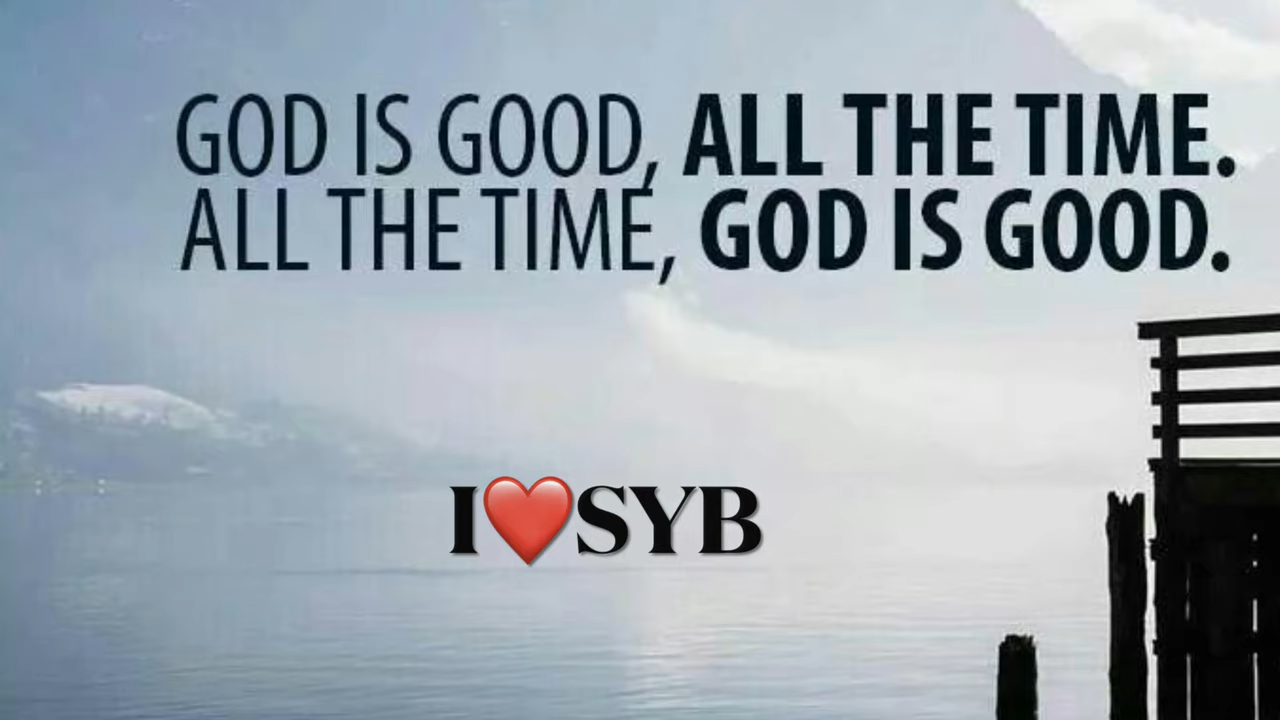 GOD IS GOOD, ALL THE TIME.
ALL THE TIME, GOD IS GOOD.
I❤️SYB